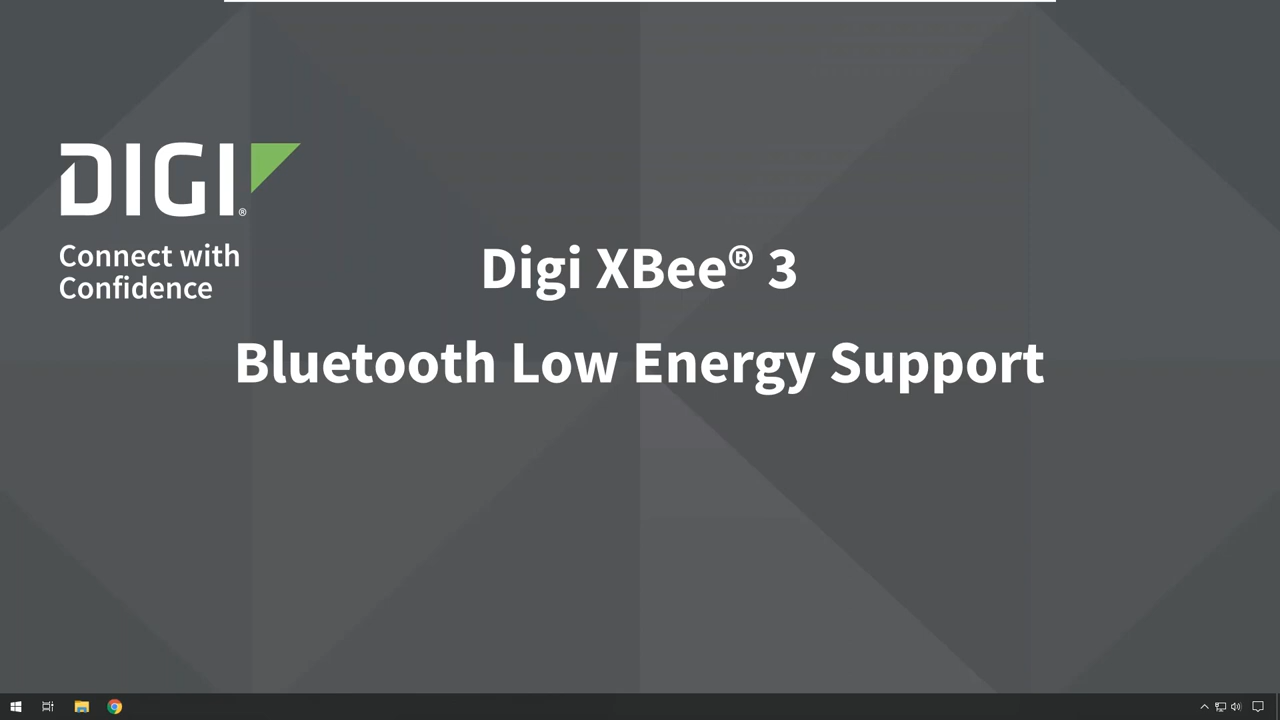 DIGI®
Connect with
Confidence
Digi XBee® 3
Bluetooth Low Energy Support